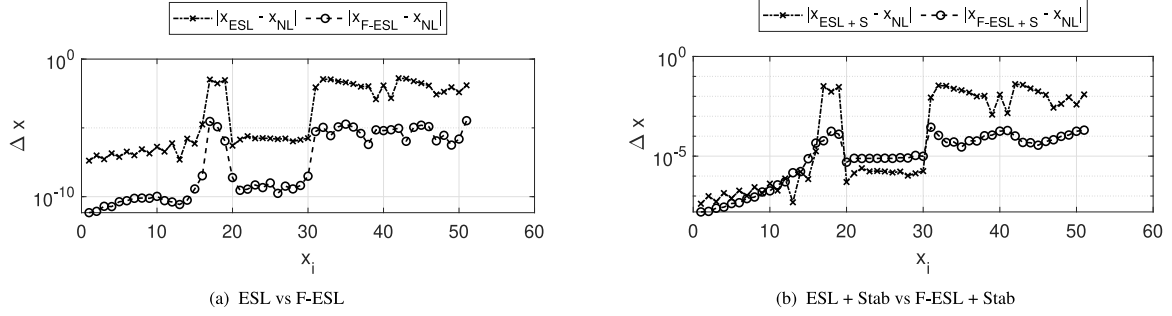 |x_ESL - x_NL| |x_F-ESL - x_NL|
10^0
10^-5
10^-10
Δ x
0 10 20 30 40 50 60
x_i
(a) ESL vs F-ESL
|x_ESL + S - x_NL| |x_F-ESL + S - x_NL|
10^0
10^-5
Δ x
0 10 20 30 40 50 60
x_i
(b) ESL + Stab vs F-ESL + Stab